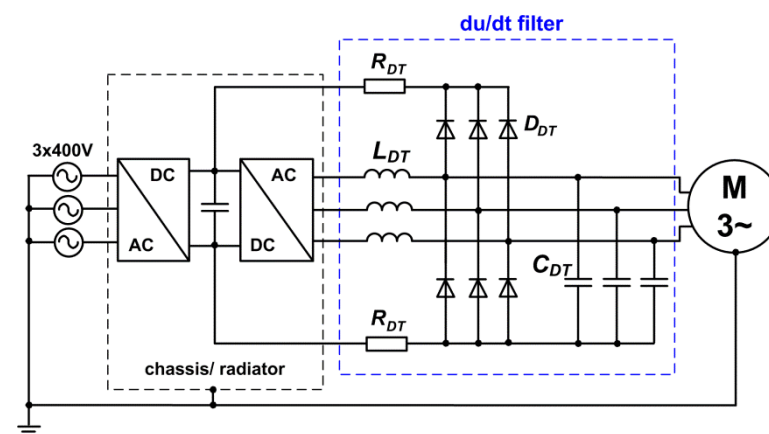 du/dt filter
R_DT
D_DT
3x400V
L_DT
DC
AC
AC
DC
M
3~
C_DT
R_DT
chassis/ radiator